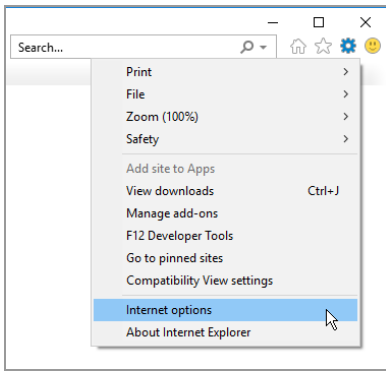 Search...
Print
File
Zoom (100%)
Safety
Add site to Apps
View downloads Ctrl+J
Manage add-ons
F12 Developer Tools
Go to pinned sites
Compatibility View settings
Internet options
About Internet Explorer